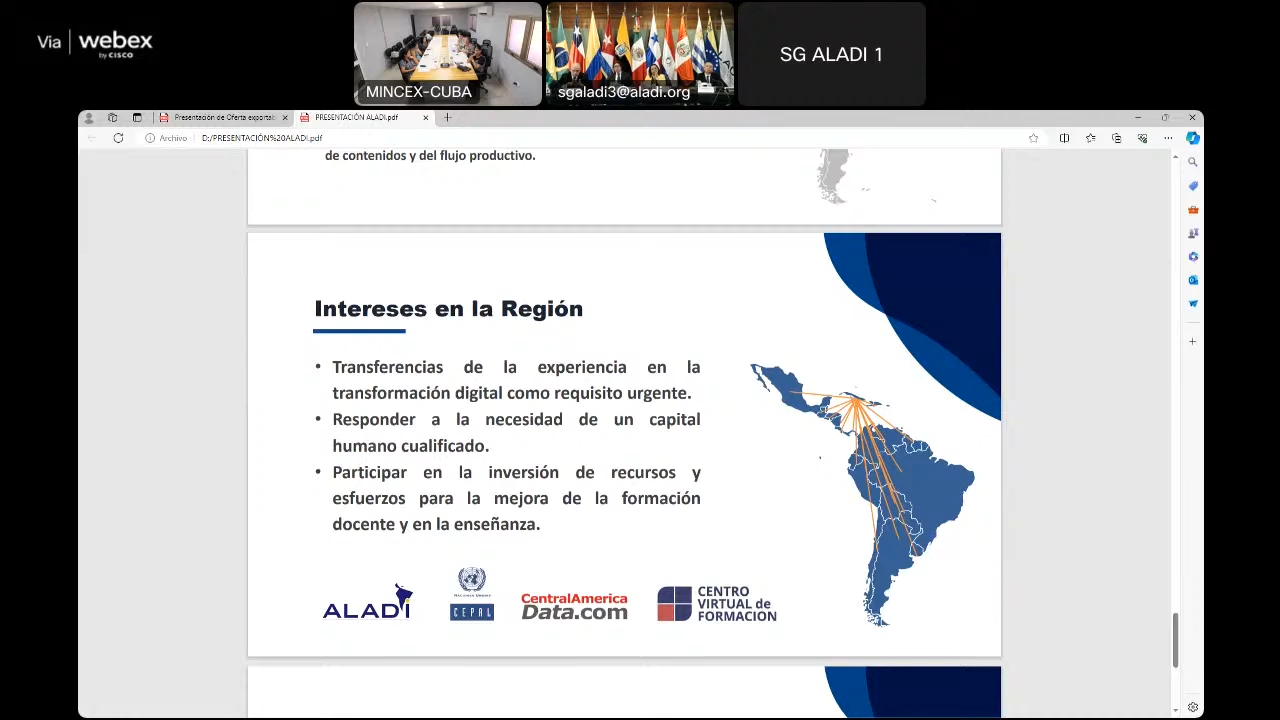 Via webex
by CISCO
MINCEX-CUBA
sgaladi3@aladi.org
SG ALADI 1
Presentación de Oferta exportab
PRESENTACIÓN ALADI.pdf
Archivo
D:/PRESENTACIÓN%20ALADI.pdf
de contenidos y del flujo productivo.
Intereses en la Región
• Transferencias de la experiencia en la
transformación digital como requisito urgente.
• Responder a la necesidad de un capital
humano cualificado.
• Participar en la inversión de recursos y
esfuerzos para la mejora de la formación
docente y en la enseñanza.
ALADI
NACIONES UNIDAS
CEPAL
CentralAmerica
Data.com
CENTRO
VIRTUAL de
FORMACIÓN